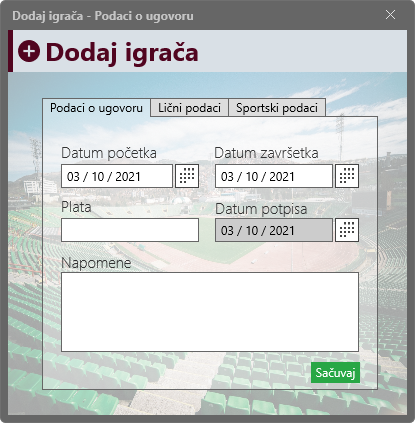 Dodaj igrača - Podaci o ugovoru
Dodaj igrača
Podaci o ugovoru Lični podaci Sportski podaci
Datum početka Datum završetka
03 / 10 / 2021 03 / 10 / 2021
Plata Datum potpisa
03 / 10 / 2021
Napomene
Sačuvaj